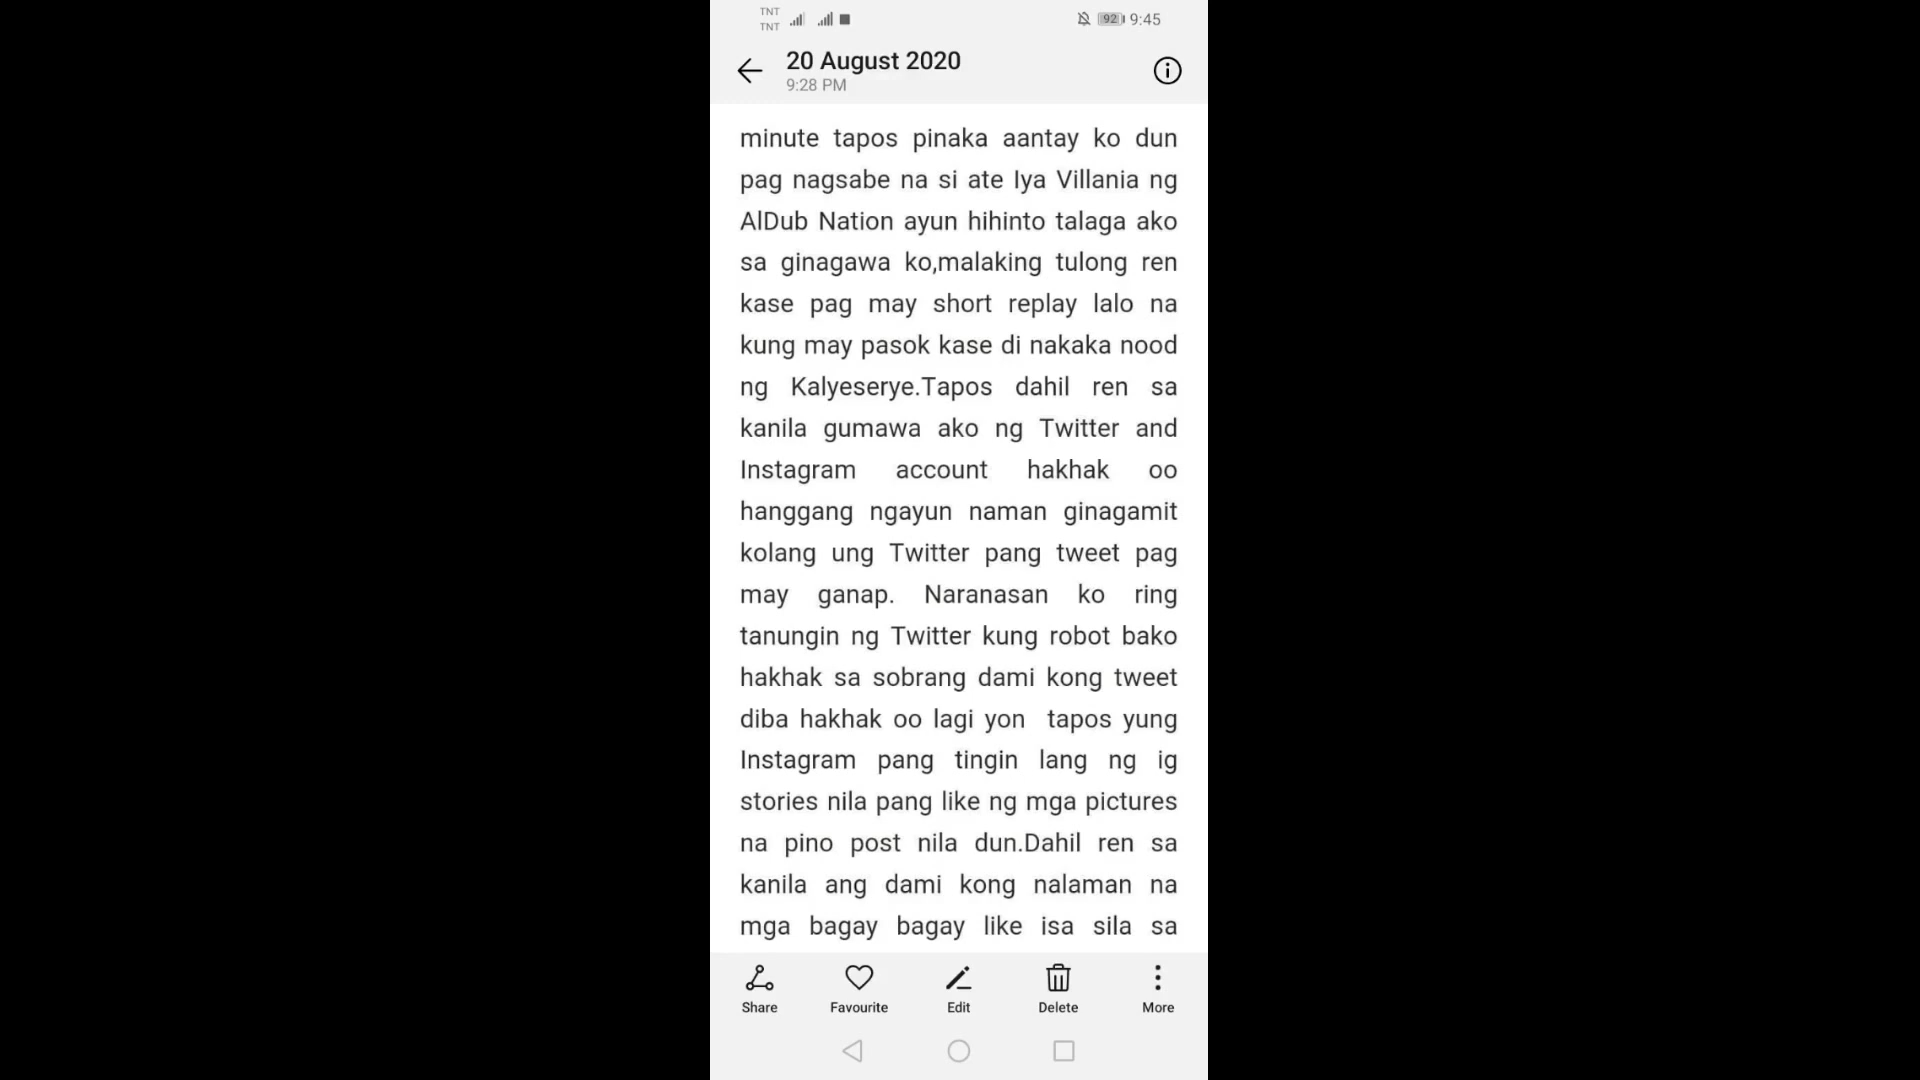 TNT
TNT
92 9:45
20 August 2020
9:28 PM
minute tapos pinaka aantay ko dun
pag nagsabe na si ate Iya Villania ng
AlDub Nation ayun hihinto talaga ako
sa ginagawa ko,malaking tulong ren
kase pag may short replay lalo na
kung may pasok kase di nakaka nood
ng Kalyeserye.Tapos dahil ren sa
kanila gumawa ako ng Twitter and
Instagram account hakhak oo
hanggang ngayun naman ginagamit
kolang ung Twitter pang tweet pag
may ganap. Naranasan ko ring
tanungin ng Twitter kung robot bako
hakhak sa sobrang dami kong tweet
diba hakhak oo lagi yon tapos yung
Instagram pang tingin lang ng ig
stories nila pang like ng mga pictures
na pino post nila dun.Dahil ren sa
kanila ang dami kong nalaman na
mga bagay bagay like isa sila sa
Share Favourite Edit Delete More